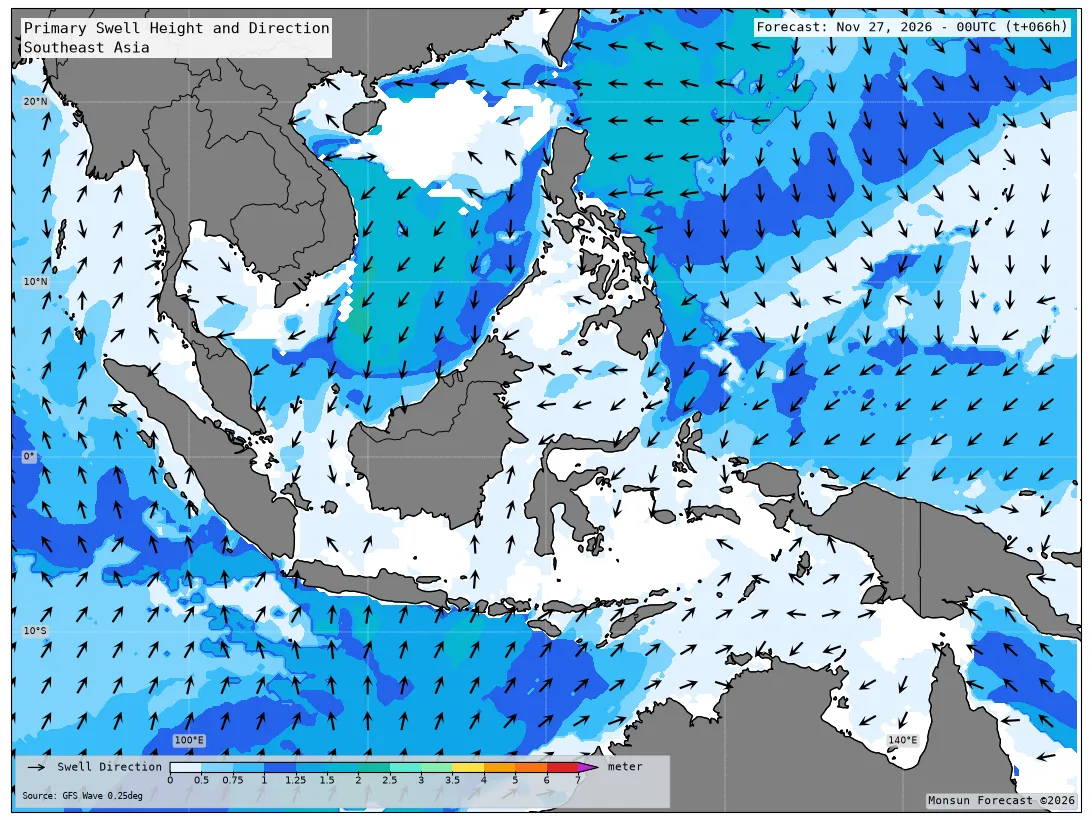 Primary Swell Height and Direction
Southeast Asia
Forecast: Nov 27, 2026 - 00UTC (t+066h)
20°N
10°N
0°
10°S
100°E
140°E
Swell Direction
0 0.5 0.75 1 1.25 1.5 2 2.5 3 3.5 4 5 6 7
meter
Source: GFS Wave 0.25deg
Monsun Forecast ©2026